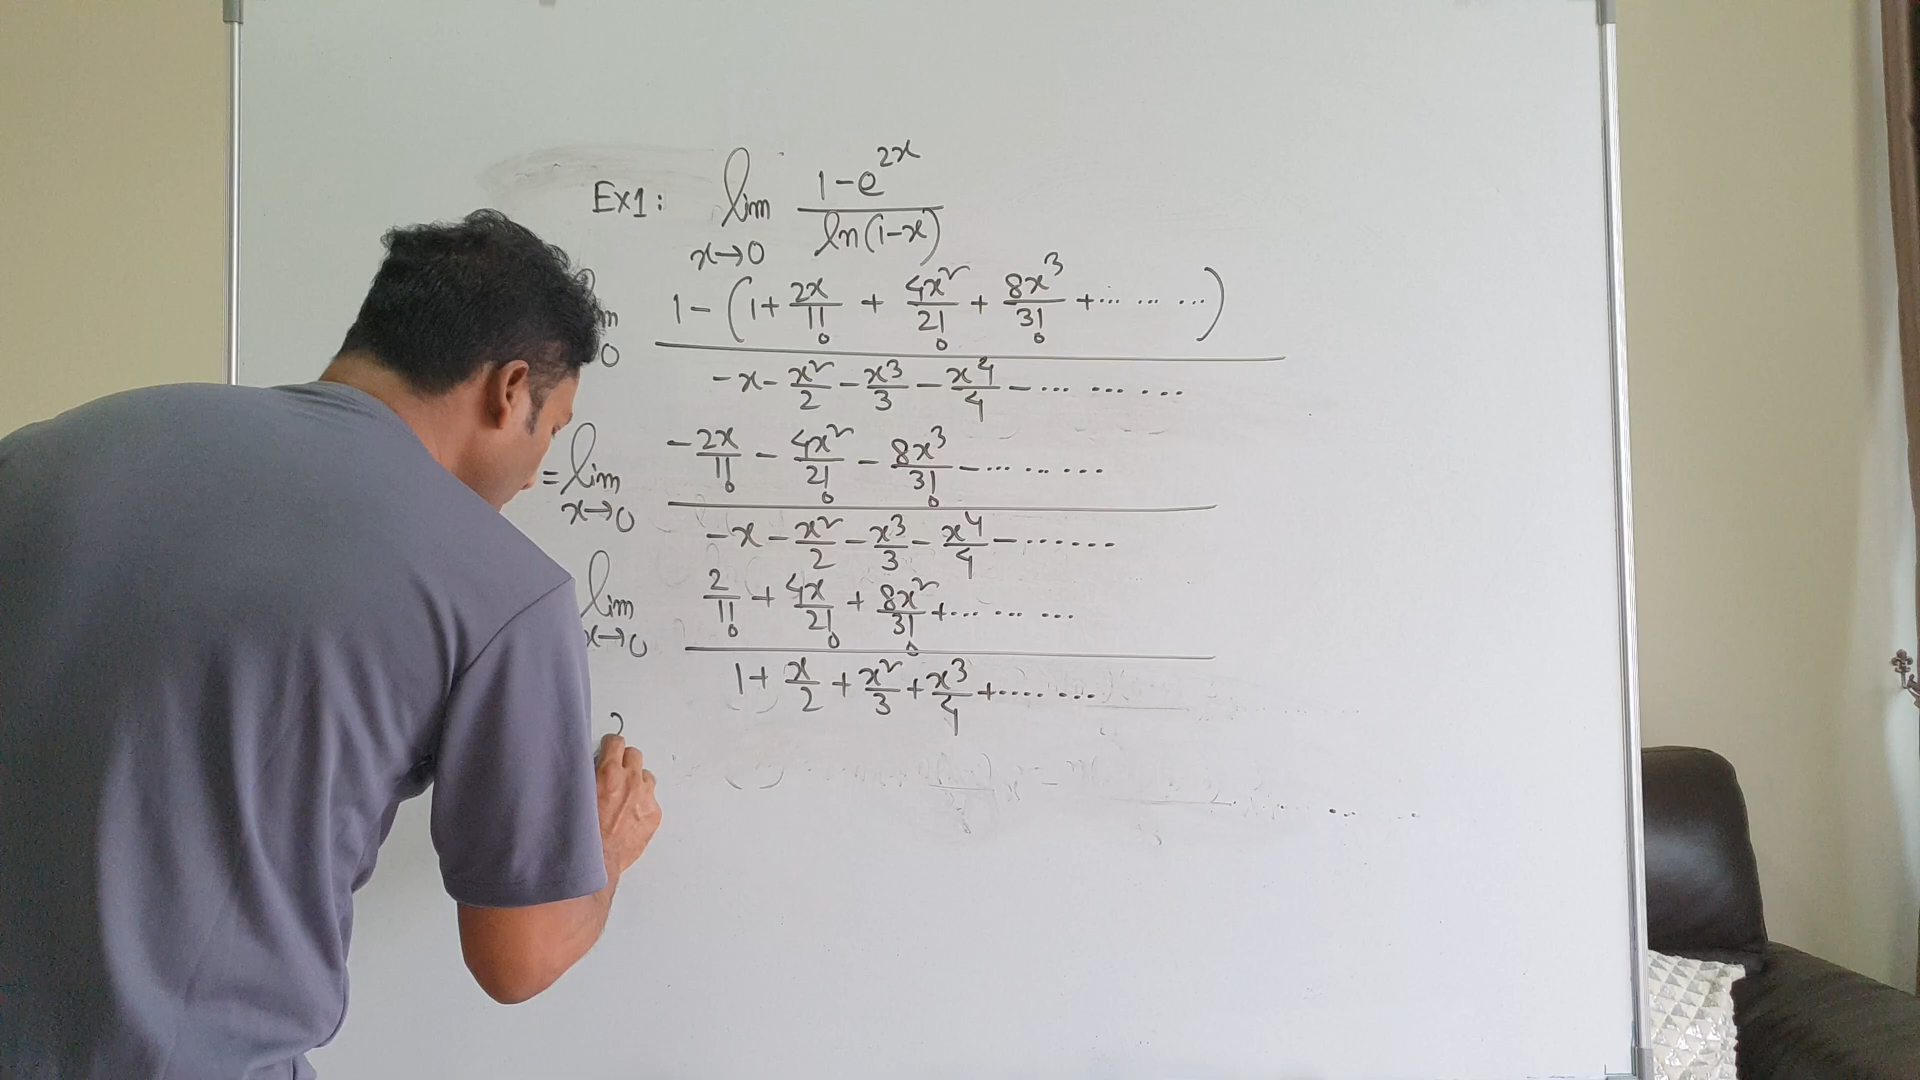 Ex1: lim x→0 (1-e^2x)/(ln(1-x))
m 0 (1-(1+2x/1!+4x²/2!+8x³/3!+... ... ...))/(-x-x²/2-x³/3-x⁴/4-... ... ...)
=lim x→0 (-2x/1!-4x²/2!-8x³/3!-... ... ...)/(-x-x²/2-x³/3-x⁴/4-......)
lim x→0 (2/1!+4x/2!+8x²/3!+... ... ...)/(1+x/2+x²/3+x³/4+.... ...)
2